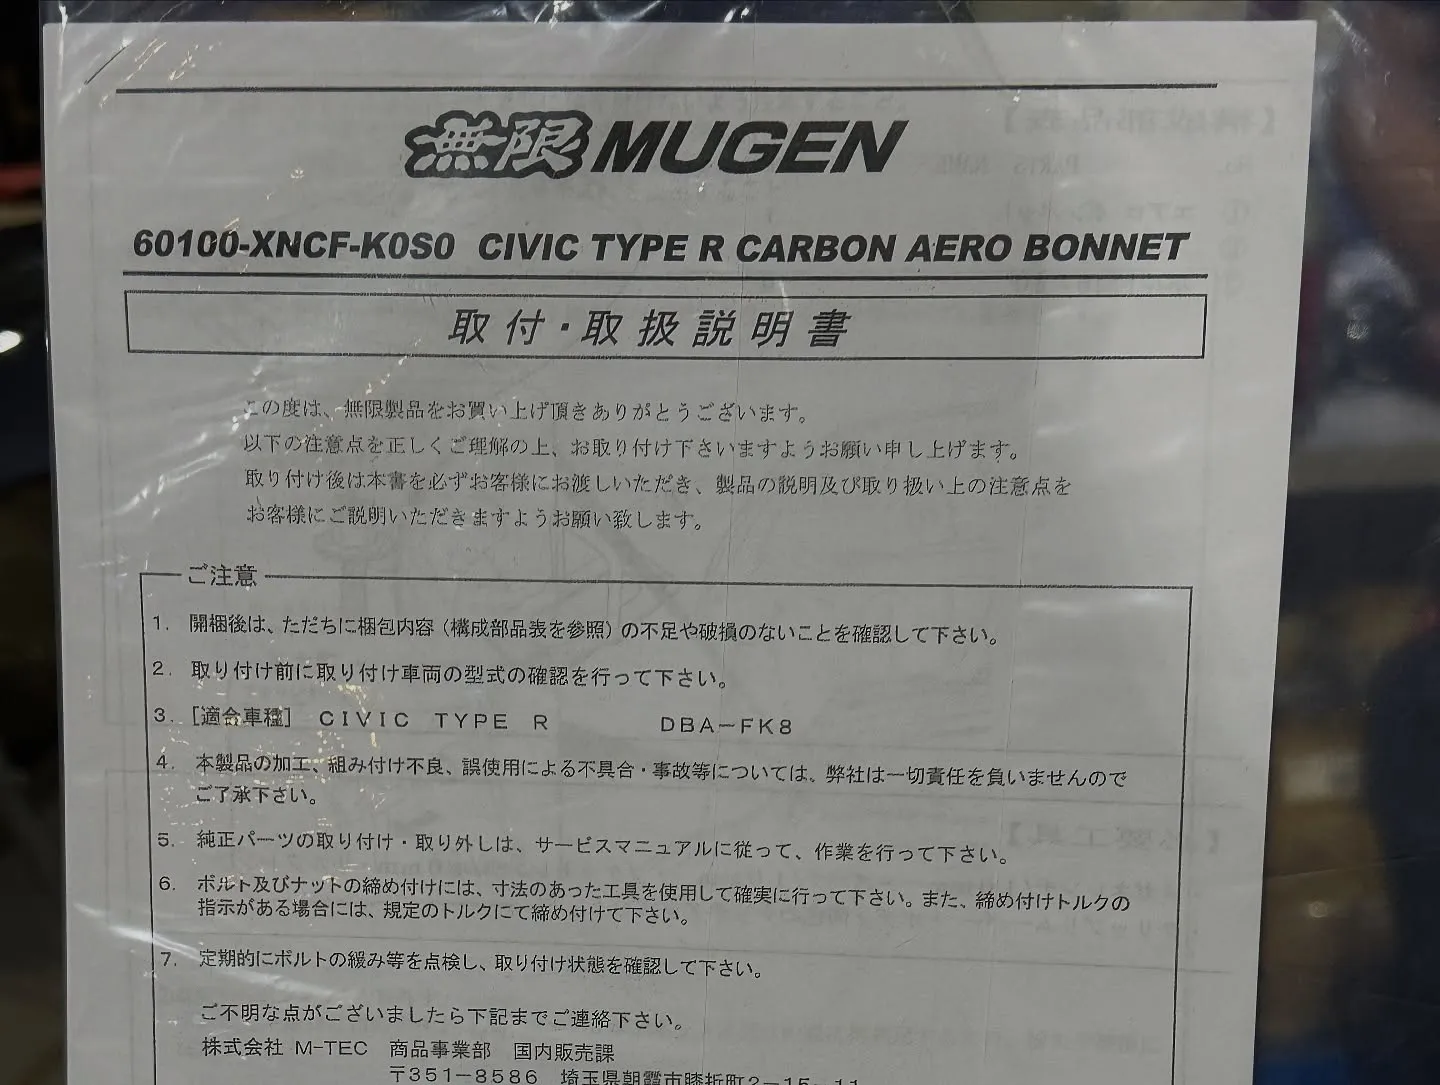 無限 MUGEN
60100-XNCF-K0S0 CIVIC TYPE R CARBON AERO BONNET
取付・取扱説明書
この度は、無限製品をお買い上げ頂きありがとうございます。
以下の注意点を正しくご理解の上、お取り付け下さいますようお願い申し上げます。
取り付け後は本書を必ずお客様にお渡しいただき、製品の説明及び取り扱い上の注意点を
お客様にご説明いただきますようお願い致します。
ご注意
1. 開梱後は、ただちに梱包内容（構成部品表を参照）の不足や破損のないことを確認して下さい。
2. 取り付け前に取り付け車両の型式の確認を行って下さい。
3. ［適合車種］ ＣＩＶＩＣ ＴＹＰＥ Ｒ ＤＢＡ－ＦＫ８
4. 本製品の加工、組み付け不良、誤使用による不具合・事故等については、弊社は一切責任を負いませんので
ご了承下さい。
5. 純正パーツの取り付け・取り外しは、サービスマニュアルに従って、作業を行って下さい。
6. ボルト及びナットの締め付けには、寸法のあった工具を使用して確実に行って下さい。また、締め付けトルクの
指示がある場合には、規定のトルクにて締め付けて下さい。
7. 定期的にボルトの緩み等を点検し、取り付け状態を確認して下さい。
ご不明な点がございましたら下記までご連絡下さい。
株式会社 M-TEC 商品事業部 国内販売課
〒351－8586 埼玉県朝霞市膝折町2－15－11